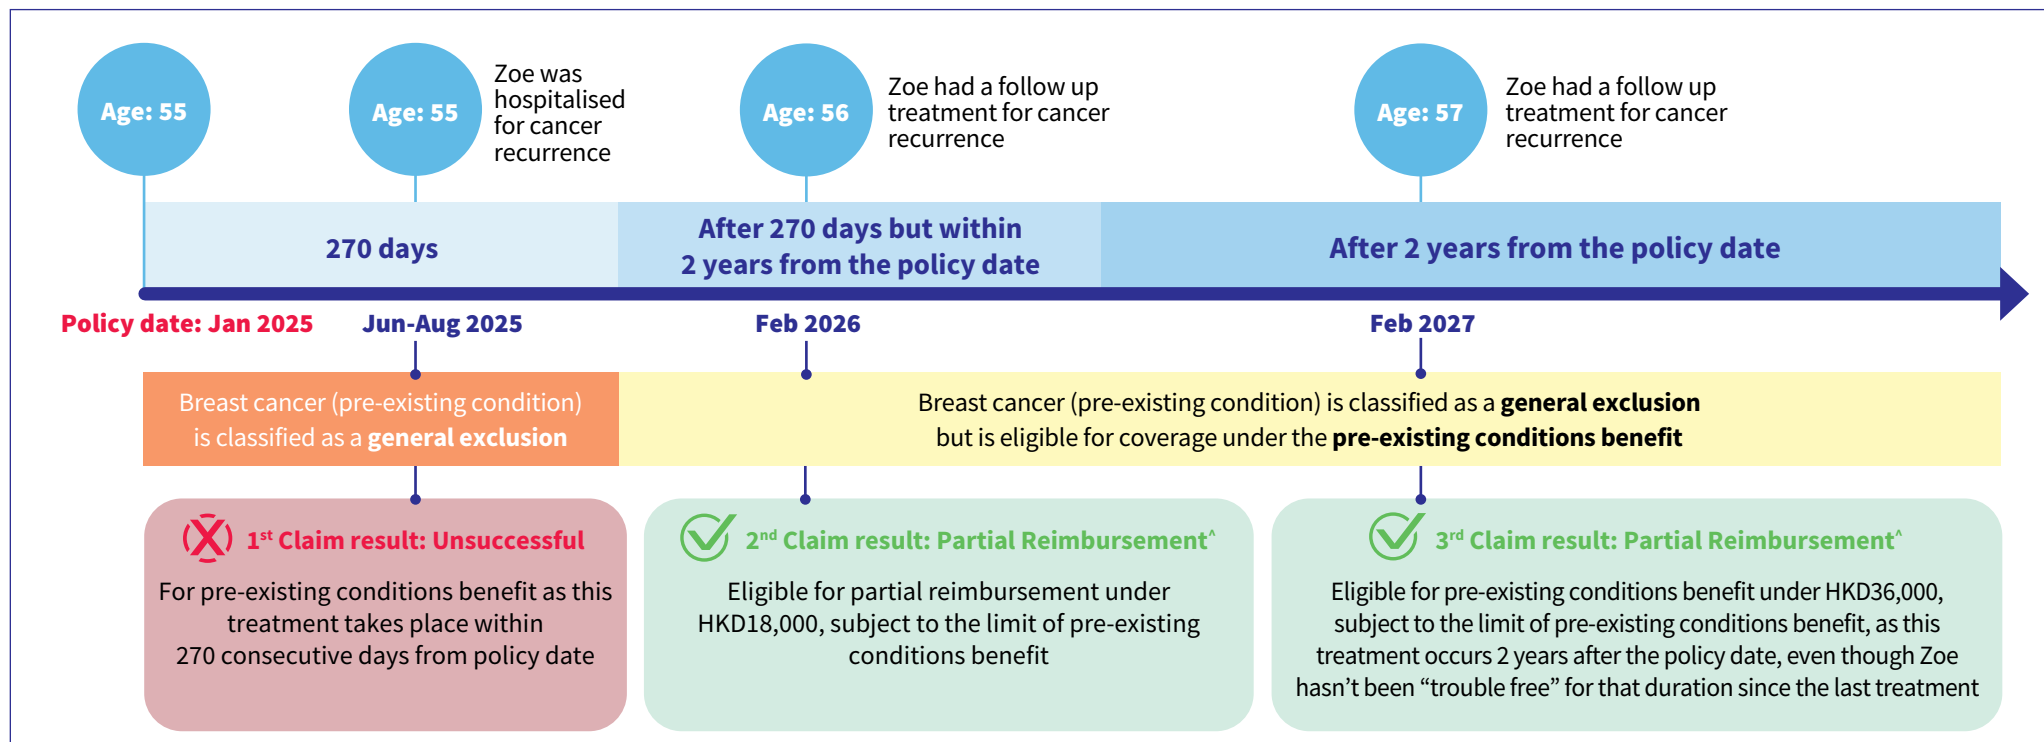 Age: 55
Age: 55
Zoe was
hospitalised
for cancer
recurrence
Age: 56
Zoe had a follow up
treatment for cancer
recurrence
Age: 57
Zoe had a follow up
treatment for cancer
recurrence
270 days
After 270 days but within
2 years from the policy date
After 2 years from the policy date
Policy date: Jan 2025
Jun-Aug 2025
Feb 2026
Feb 2027
Breast cancer (pre-existing condition)
is classified as a general exclusion
Breast cancer (pre-existing condition) is classified as a general exclusion
but is eligible for coverage under the pre-existing conditions benefit
X 1st Claim result: Unsuccessful
For pre-existing conditions benefit as this
treatment takes place within
270 consecutive days from policy date
2nd Claim result: Partial Reimbursement^
Eligible for partial reimbursement under
HKD18,000, subject to the limit of pre-existing
conditions benefit
3rd Claim result: Partial Reimbursement^
Eligible for pre-existing conditions benefit under HKD36,000,
subject to the limit of pre-existing conditions benefit, as this
treatment occurs 2 years after the policy date, even though Zoe
hasn’t been “trouble free” for that duration since the last treatment